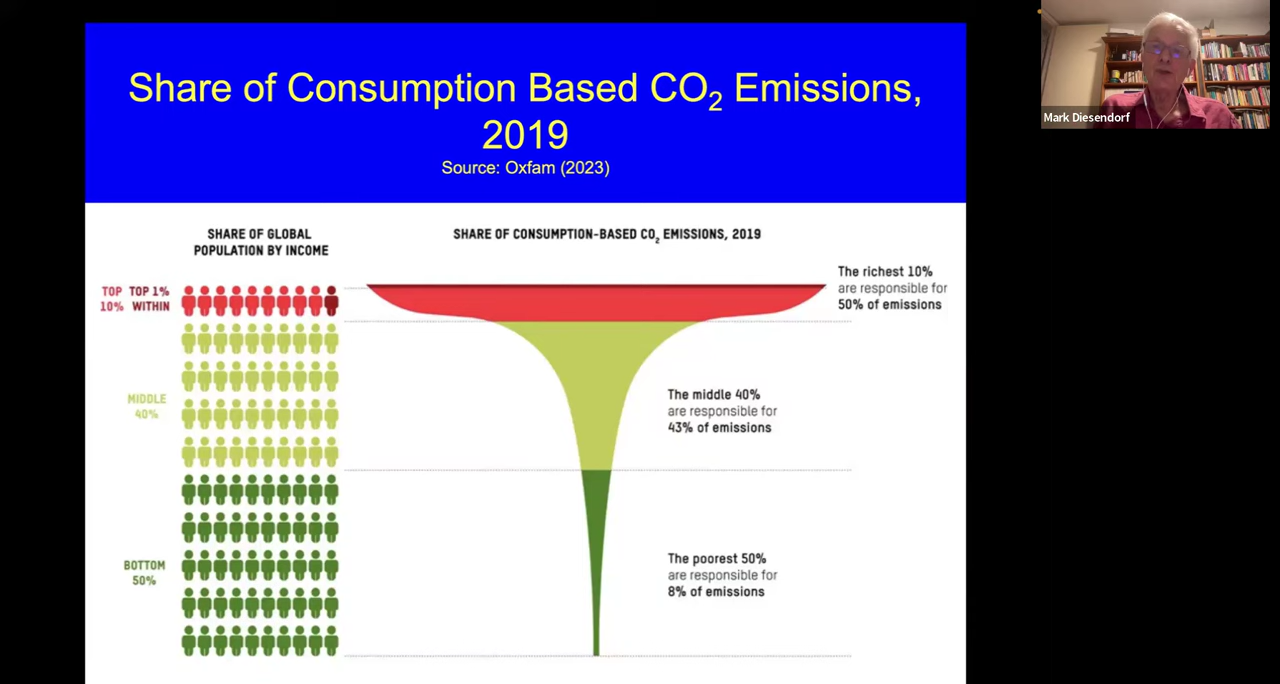 Share of Consumption Based CO₂ Emissions,
2019
Source: Oxfam (2023)
Mark Diesendorf
SHARE OF GLOBAL
POPULATION BY INCOME
SHARE OF CONSUMPTION-BASED CO₂ EMISSIONS, 2019
TOP
10%
TOP 1%
WITHIN
The richest 10%
are responsible for
50% of emissions
MIDDLE
40%
The middle 40%
are responsible for
43% of emissions
BOTTOM
50%
The poorest 50%
are responsible for
8% of emissions